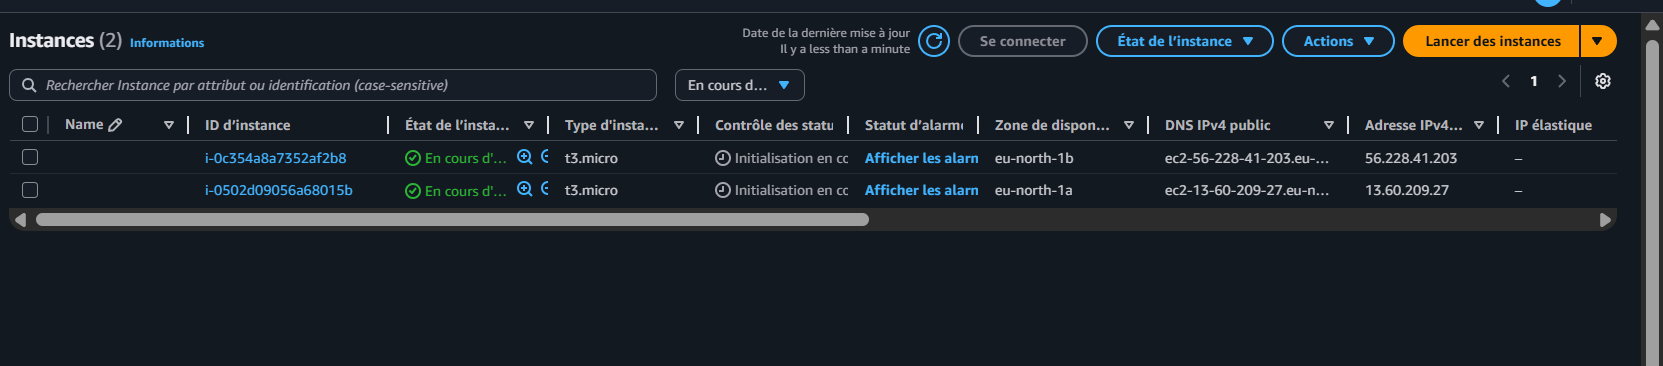 Instances (2) Informations
Date de la dernière mise à jour
Il y a less than a minute
Se connecter
État de l'instance
Actions
Lancer des instances
Rechercher Instance par attribut ou identification (case-sensitive)
En cours d...
1
Name ID d'instance État de l'insta... Type d'insta... Contrôle des statu Statut d'alarme Zone de dispon... DNS IPv4 public Adresse IPv4... IP élastique
i-0c354a8a7352af2b8 En cours d'... t3.micro Initialisation en cc Afficher les alarn eu-north-1b ec2-56-228-41-203.eu-... 56.228.41.203 –
i-0502d09056a68015b En cours d'... t3.micro Initialisation en cc Afficher les alarn eu-north-1a ec2-13-60-209-27.eu-n... 13.60.209.27 –